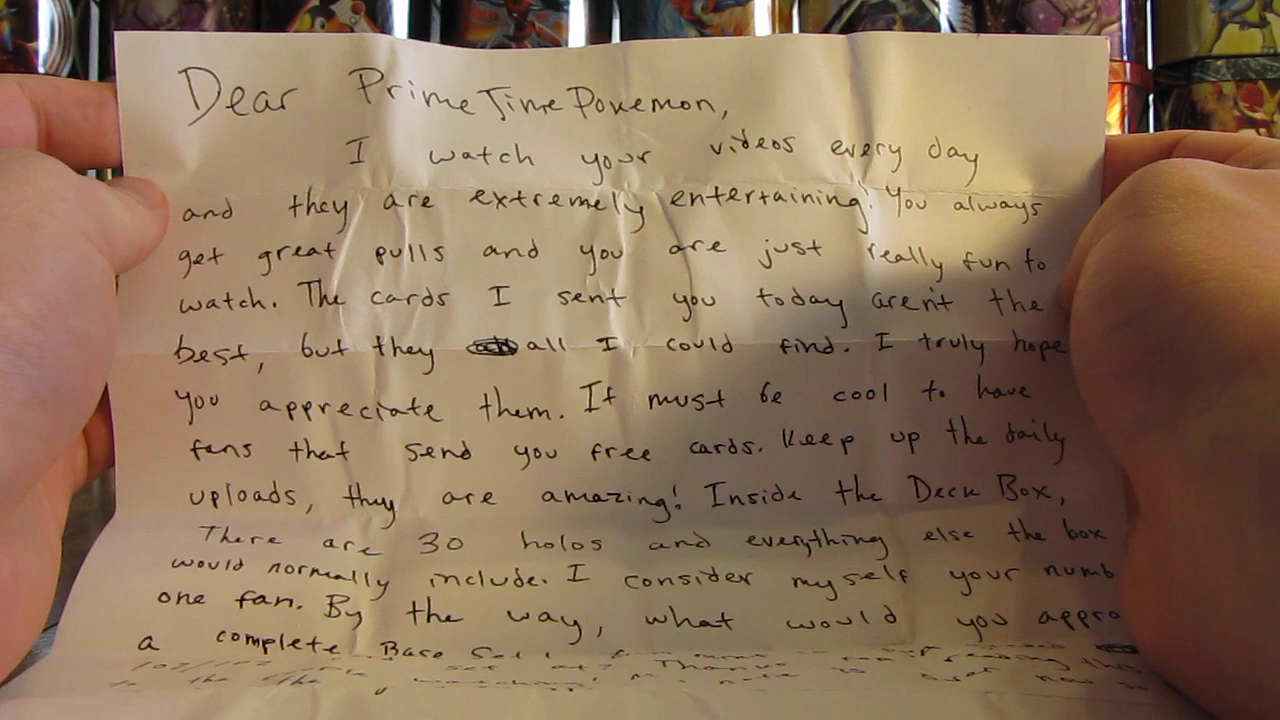 Dear PrimeTimePokemon,
I watch your videos every day
and they are extremely entertaining! You always
get great pulls and you are just really fun to
watch. The cards I sent you today aren't the
best, but they all I could find. I truly hope
you appreciate them. It must be cool to have
fans that send you free cards. Keep up the daily
uploads, they are amazing! Inside the Deck Box,
There are 30 holos and everything else the box
would normally include. I consider myself your numb
one fan. By the way, what would you appro
a complete Base Set
102/102 set at? Thanks